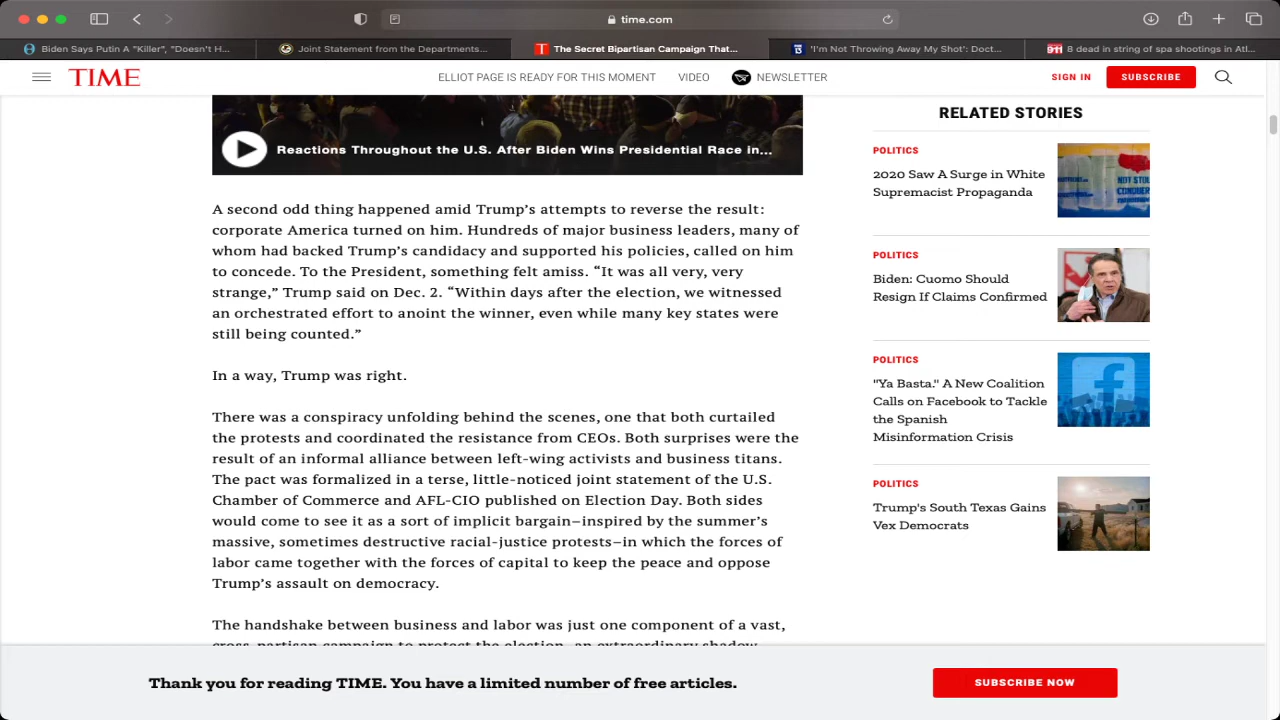 time.com
Biden Says Putin A "Killer", "Doesn't H...
Joint Statement from the Departments...
The Secret Bipartisan Campaign That...
'I'm Not Throwing Away My Shot': Doct...
8 dead in string of spa shootings in Atl...
TIME
ELLIOT PAGE IS READY FOR THIS MOMENT
VIDEO
NEWSLETTER
SIGN IN
SUBSCRIBE
Reactions Throughout the U.S. After Biden Wins Presidential Race in...
A second odd thing happened amid Trump’s attempts to reverse the result:
corporate America turned on him. Hundreds of major business leaders, many of
whom had backed Trump’s candidacy and supported his policies, called on him
to concede. To the President, something felt amiss. “It was all very, very
strange,” Trump said on Dec. 2. “Within days after the election, we witnessed
an orchestrated effort to anoint the winner, even while many key states were
still being counted.”
In a way, Trump was right.
There was a conspiracy unfolding behind the scenes, one that both curtailed
the protests and coordinated the resistance from CEOs. Both surprises were the
result of an informal alliance between left-wing activists and business titans.
The pact was formalized in a terse, little-noticed joint statement of the U.S.
Chamber of Commerce and AFL-CIO published on Election Day. Both sides
would come to see it as a sort of implicit bargain–inspired by the summer’s
massive, sometimes destructive racial-justice protests–in which the forces of
labor came together with the forces of capital to keep the peace and oppose
Trump’s assault on democracy.
The handshake between business and labor was just one component of a vast,
cross-partisan campaign to protect the election–an extraordinary shadow
RELATED STORIES
POLITICS
2020 Saw A Surge in White
Supremacist Propaganda
POLITICS
Biden: Cuomo Should
Resign If Claims Confirmed
POLITICS
"Ya Basta." A New Coalition
Calls on Facebook to Tackle
the Spanish
Misinformation Crisis
POLITICS
Trump's South Texas Gains
Vex Democrats
Thank you for reading TIME. You have a limited number of free articles.
SUBSCRIBE NOW